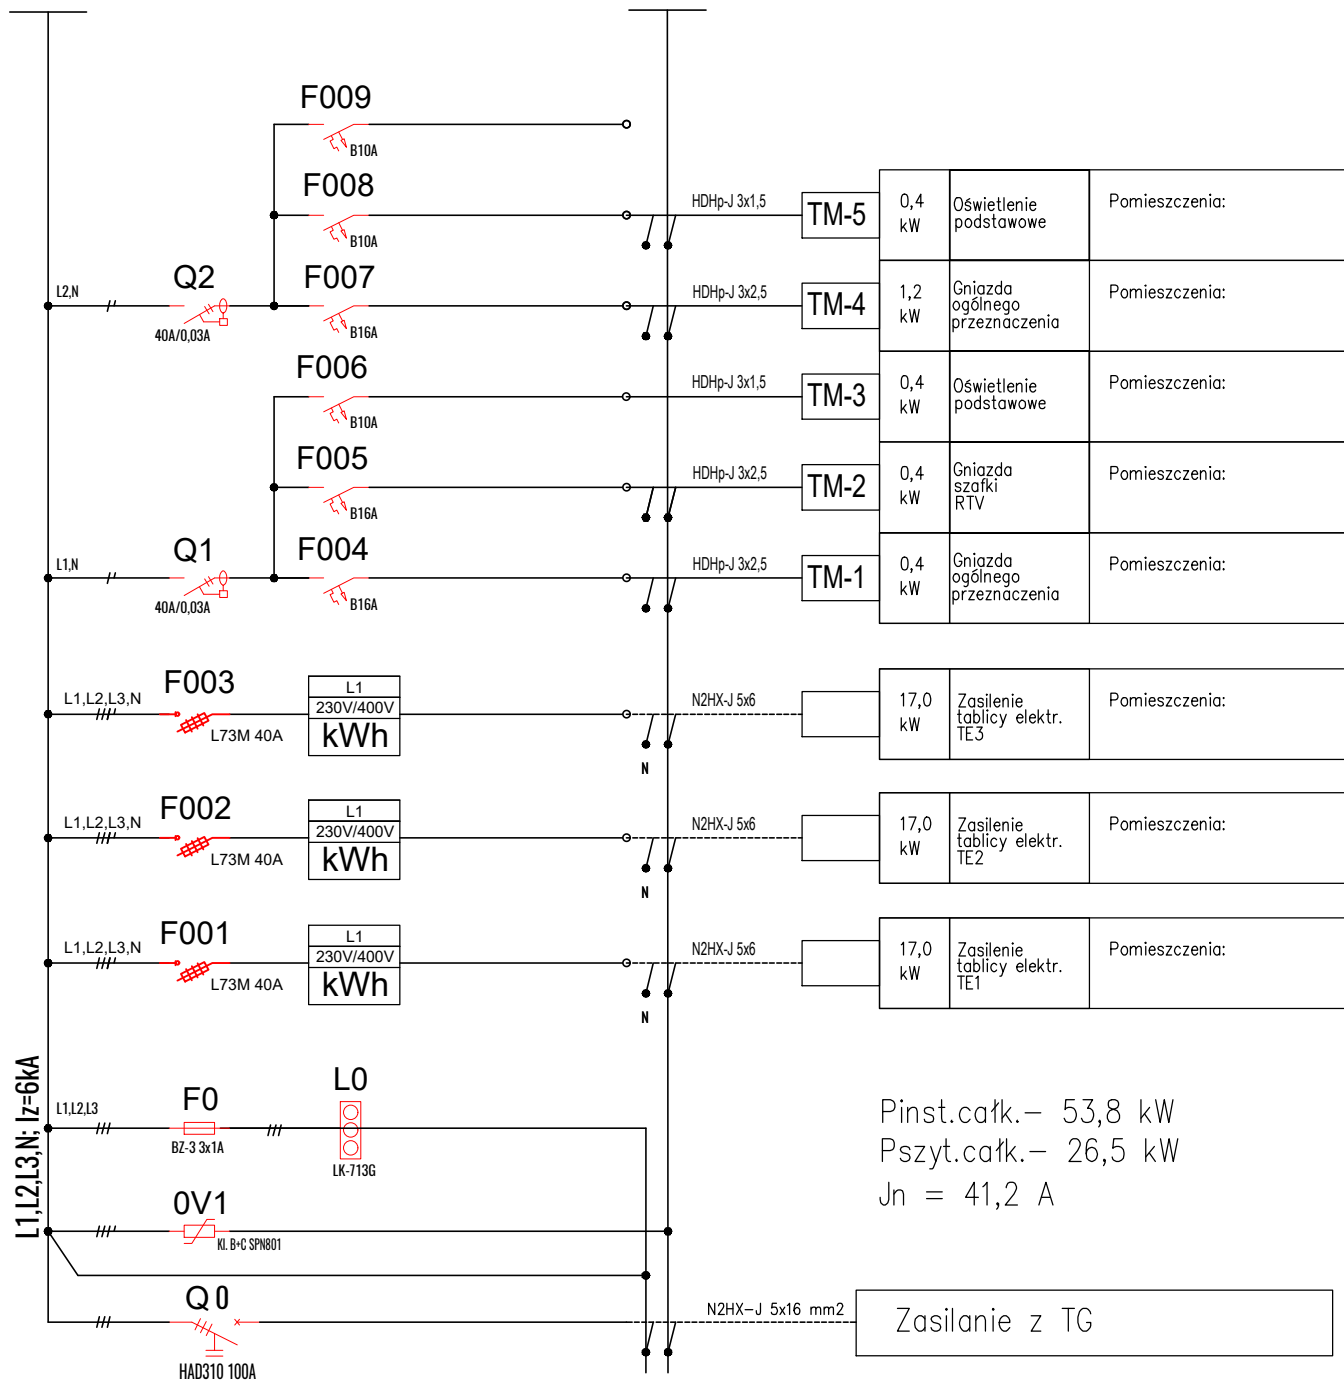 F009
B10A
F008
B10A
HDHp-J 3x1,5
TM-5
0,4
kW
Oświetlenie
podstawowe
Pomieszczenia:
L2,N
Q2
40A/0,03A
F007
B16A
HDHp-J 3x2,5
TM-4
1,2
kW
Gniazda
ogólnego
przeznaczenia
Pomieszczenia:
F006
B10A
HDHp-J 3x1,5
TM-3
0,4
kW
Oświetlenie
podstawowe
Pomieszczenia:
F005
B16A
HDHp-J 3x2,5
TM-2
0,4
kW
Gniazda
szafki
RTV
Pomieszczenia:
L1,N
Q1
40A/0,03A
F004
B16A
HDHp-J 3x2,5
TM-1
0,4
kW
Gniazda
ogólnego
przeznaczenia
Pomieszczenia:
L1,L2,L3,N
F003
L73M 40A
L1
230V/400V
kWh
N
N2HX-J 5x6
17,0
kW
Zasilenie
tablicy elektr.
TE3
Pomieszczenia:
L1,L2,L3,N
F002
L73M 40A
L1
230V/400V
kWh
N
N2HX-J 5x6
17,0
kW
Zasilenie
tablicy elektr.
TE2
Pomieszczenia:
L1,L2,L3,N
F001
L73M 40A
L1
230V/400V
kWh
N
N2HX-J 5x6
17,0
kW
Zasilenie
tablicy elektr.
TE1
Pomieszczenia:
L1,L2,L3,N; Iz=6kA
L1,L2,L3
F0
BZ-3 3x1A
L0
LK-713G
Pinst.całk.- 53,8 kW
Pszyt.całk.- 26,5 kW
Jn = 41,2 A
0V1
Kl. B+C SPN801
Q0
HAD310 100A
N2HX-J 5x16 mm2
Zasilanie z TG